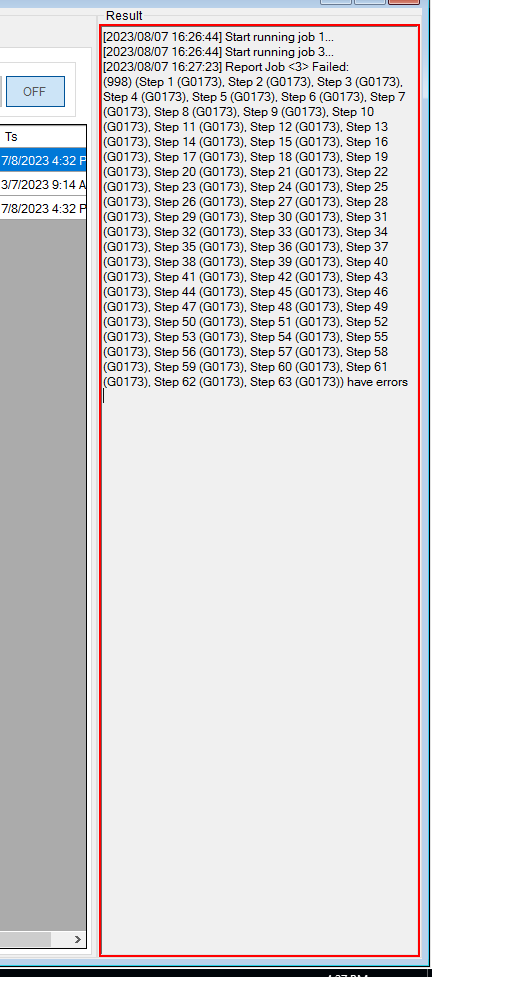 Result
[2023/08/07 16:26:44] Start running job 1...
[2023/08/07 16:26:44] Start running job 3...
[2023/08/07 16:27:23] Report Job <3> Failed:
(998) (Step 1 (G0173), Step 2 (G0173), Step 3 (G0173),
Step 4 (G0173), Step 5 (G0173), Step 6 (G0173), Step 7
(G0173), Step 8 (G0173), Step 9 (G0173), Step 10
(G0173), Step 11 (G0173), Step 12 (G0173), Step 13
(G0173), Step 14 (G0173), Step 15 (G0173), Step 16
(G0173), Step 17 (G0173), Step 18 (G0173), Step 19
(G0173), Step 20 (G0173), Step 21 (G0173), Step 22
(G0173), Step 23 (G0173), Step 24 (G0173), Step 25
(G0173), Step 26 (G0173), Step 27 (G0173), Step 28
(G0173), Step 29 (G0173), Step 30 (G0173), Step 31
(G0173), Step 32 (G0173), Step 33 (G0173), Step 34
(G0173), Step 35 (G0173), Step 36 (G0173), Step 37
(G0173), Step 38 (G0173), Step 39 (G0173), Step 40
(G0173), Step 41 (G0173), Step 42 (G0173), Step 43
(G0173), Step 44 (G0173), Step 45 (G0173), Step 46
(G0173), Step 47 (G0173), Step 48 (G0173), Step 49
(G0173), Step 50 (G0173), Step 51 (G0173), Step 52
(G0173), Step 53 (G0173), Step 54 (G0173), Step 55
(G0173), Step 56 (G0173), Step 57 (G0173), Step 58
(G0173), Step 59 (G0173), Step 60 (G0173), Step 61
(G0173), Step 62 (G0173), Step 63 (G0173)) have errors
OFF
Ts
7/8/2023 4:32 P
3/7/2023 9:14 A
7/8/2023 4:32 P